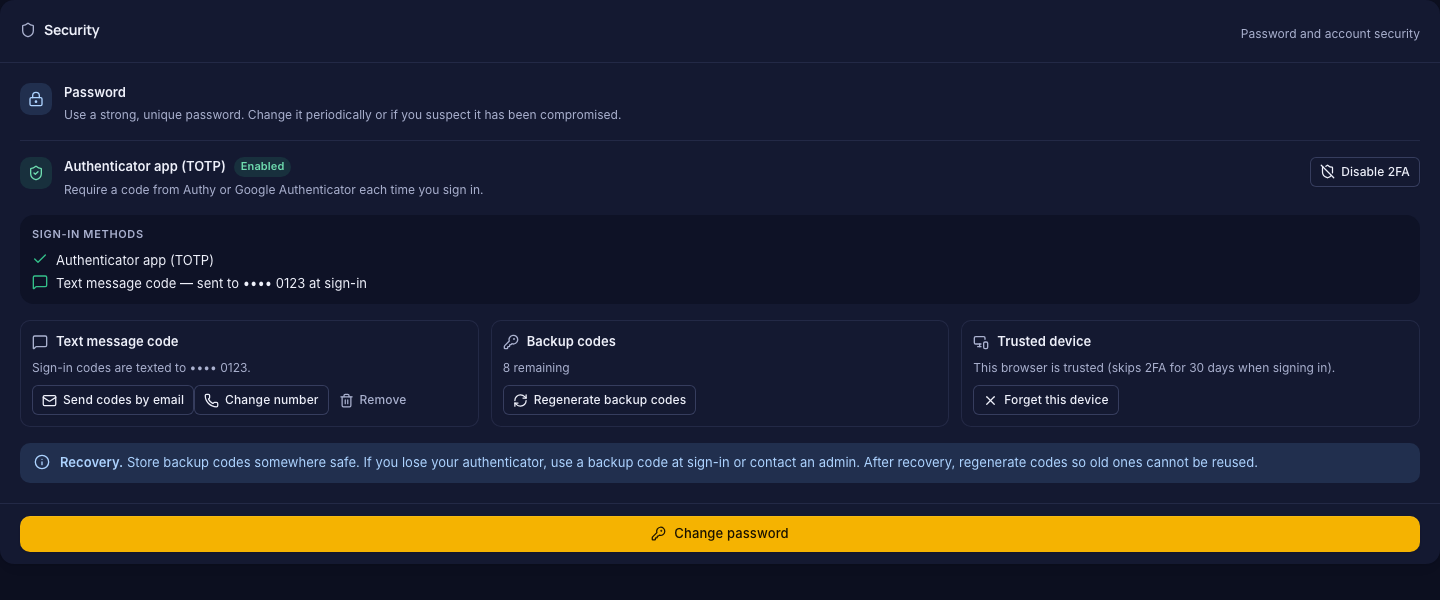 Security
Password and account security
Password
Use a strong, unique password. Change it periodically or if you suspect it has been compromised.
Authenticator app (TOTP) Enabled
Require a code from Authy or Google Authenticator each time you sign in.
Disable 2FA
SIGN-IN METHODS
Authenticator app (TOTP)
Text message code — sent to •••• 0123 at sign-in
Text message code
Sign-in codes are texted to •••• 0123.
Send codes by email Change number Remove
Backup codes
8 remaining
Regenerate backup codes
Trusted device
This browser is trusted (skips 2FA for 30 days when signing in).
Forget this device
Recovery. Store backup codes somewhere safe. If you lose your authenticator, use a backup code at sign-in or contact an admin. After recovery, regenerate codes so old ones cannot be reused.
Change password